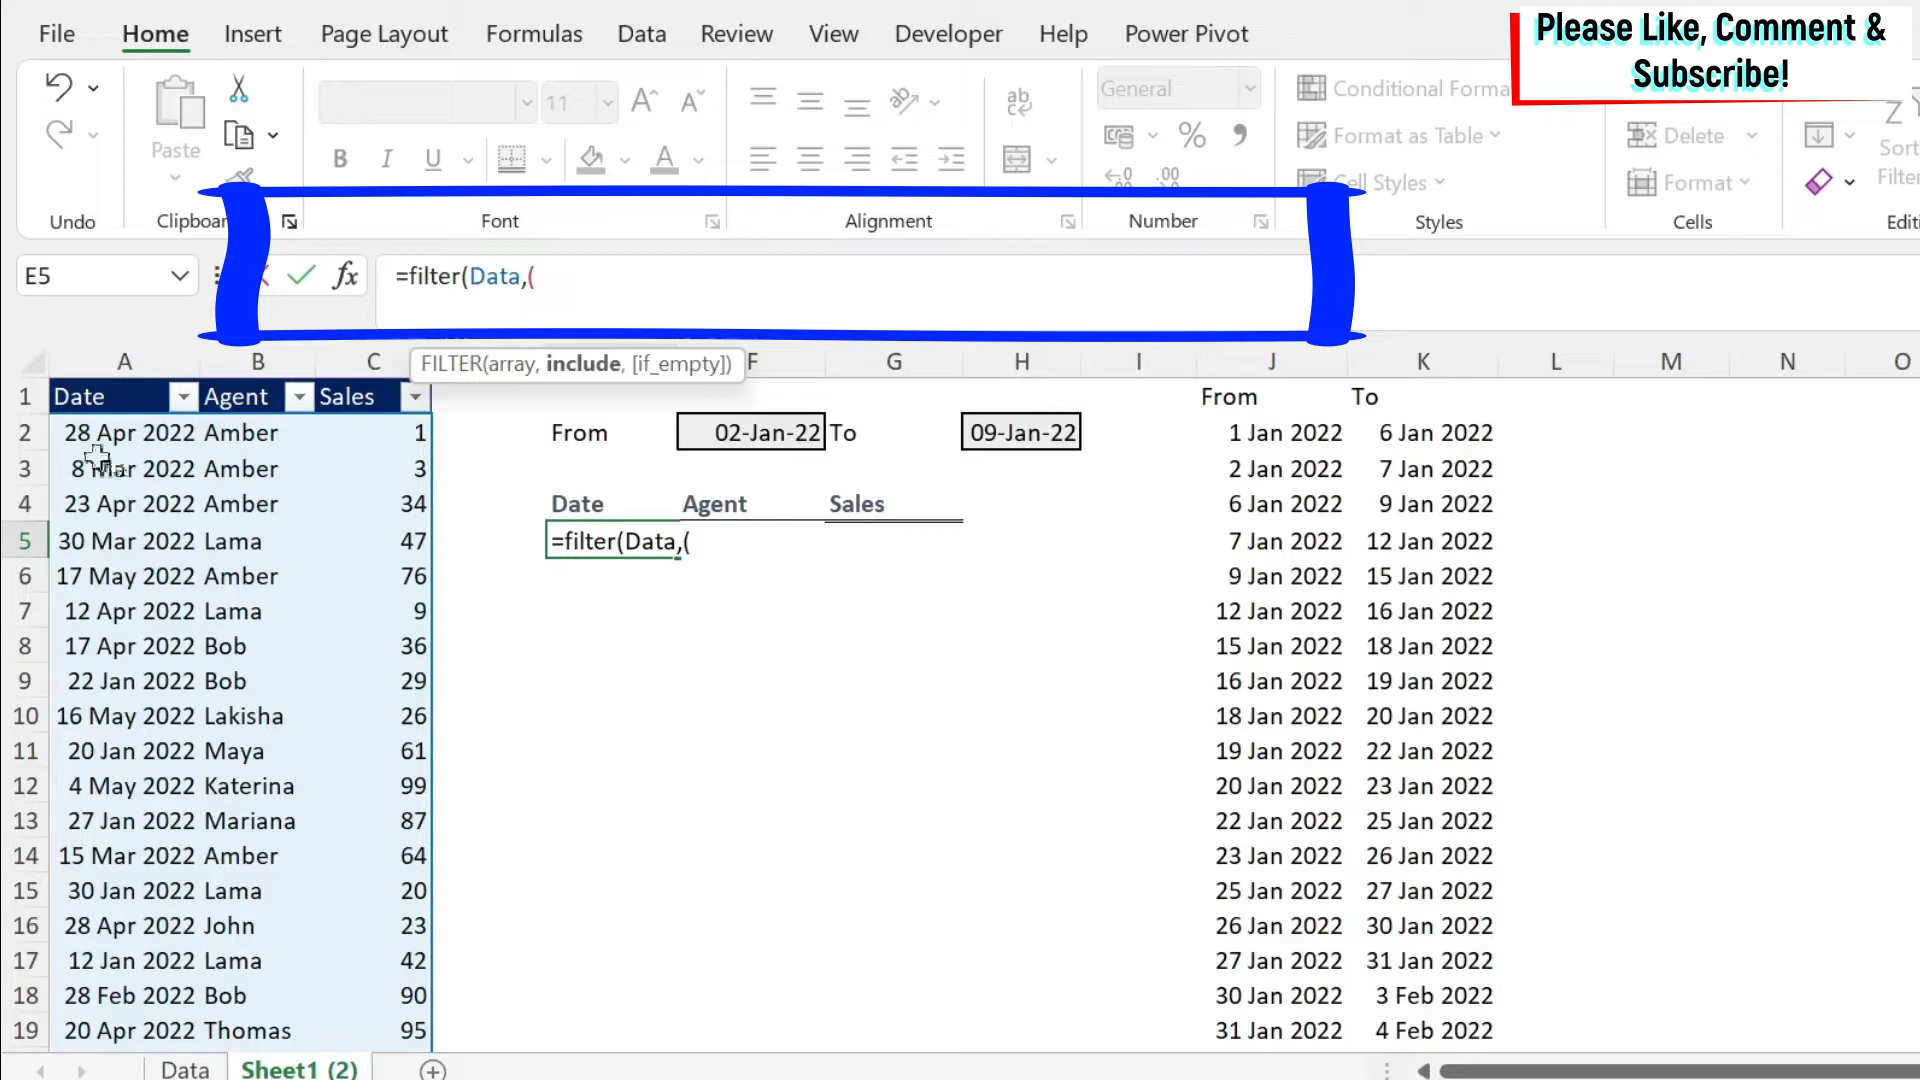 File Home Insert Page Layout Formulas Data Review View Developer Help Power Pivot
Please Like, Comment &
Subscribe!
11 General Conditional Forma
Paste Format as Table Delete Sort
B I U Cell Styles Format Filter
Undo Clipboar Font Alignment Number Styles Cells Editi
E5 fx =filter(Data,(
FILTER(array, include, [if_empty])
A B C F G H I J K L M N O
1 Date Agent Sales From To
2 28 Apr 2022 Amber 1 From 02-Jan-22 To 09-Jan-22 1 Jan 2022 6 Jan 2022
3 8 Mar 2022 Amber 3 2 Jan 2022 7 Jan 2022
4 23 Apr 2022 Amber 34 Date Agent Sales 6 Jan 2022 9 Jan 2022
5 30 Mar 2022 Lama 47 =filter(Data,( 7 Jan 2022 12 Jan 2022
6 17 May 2022 Amber 76 9 Jan 2022 15 Jan 2022
7 12 Apr 2022 Lama 9 12 Jan 2022 16 Jan 2022
8 17 Apr 2022 Bob 36 15 Jan 2022 18 Jan 2022
9 22 Jan 2022 Bob 29 16 Jan 2022 19 Jan 2022
10 16 May 2022 Lakisha 26 18 Jan 2022 20 Jan 2022
11 20 Jan 2022 Maya 61 19 Jan 2022 22 Jan 2022
12 4 May 2022 Katerina 99 20 Jan 2022 23 Jan 2022
13 27 Jan 2022 Mariana 87 22 Jan 2022 25 Jan 2022
14 15 Mar 2022 Amber 64 23 Jan 2022 26 Jan 2022
15 30 Jan 2022 Lama 20 25 Jan 2022 27 Jan 2022
16 28 Apr 2022 John 23 26 Jan 2022 30 Jan 2022
17 12 Jan 2022 Lama 42 27 Jan 2022 31 Jan 2022
18 28 Feb 2022 Bob 90 30 Jan 2022 3 Feb 2022
19 20 Apr 2022 Thomas 95 31 Jan 2022 4 Feb 2022
Data Sheet1 (2)